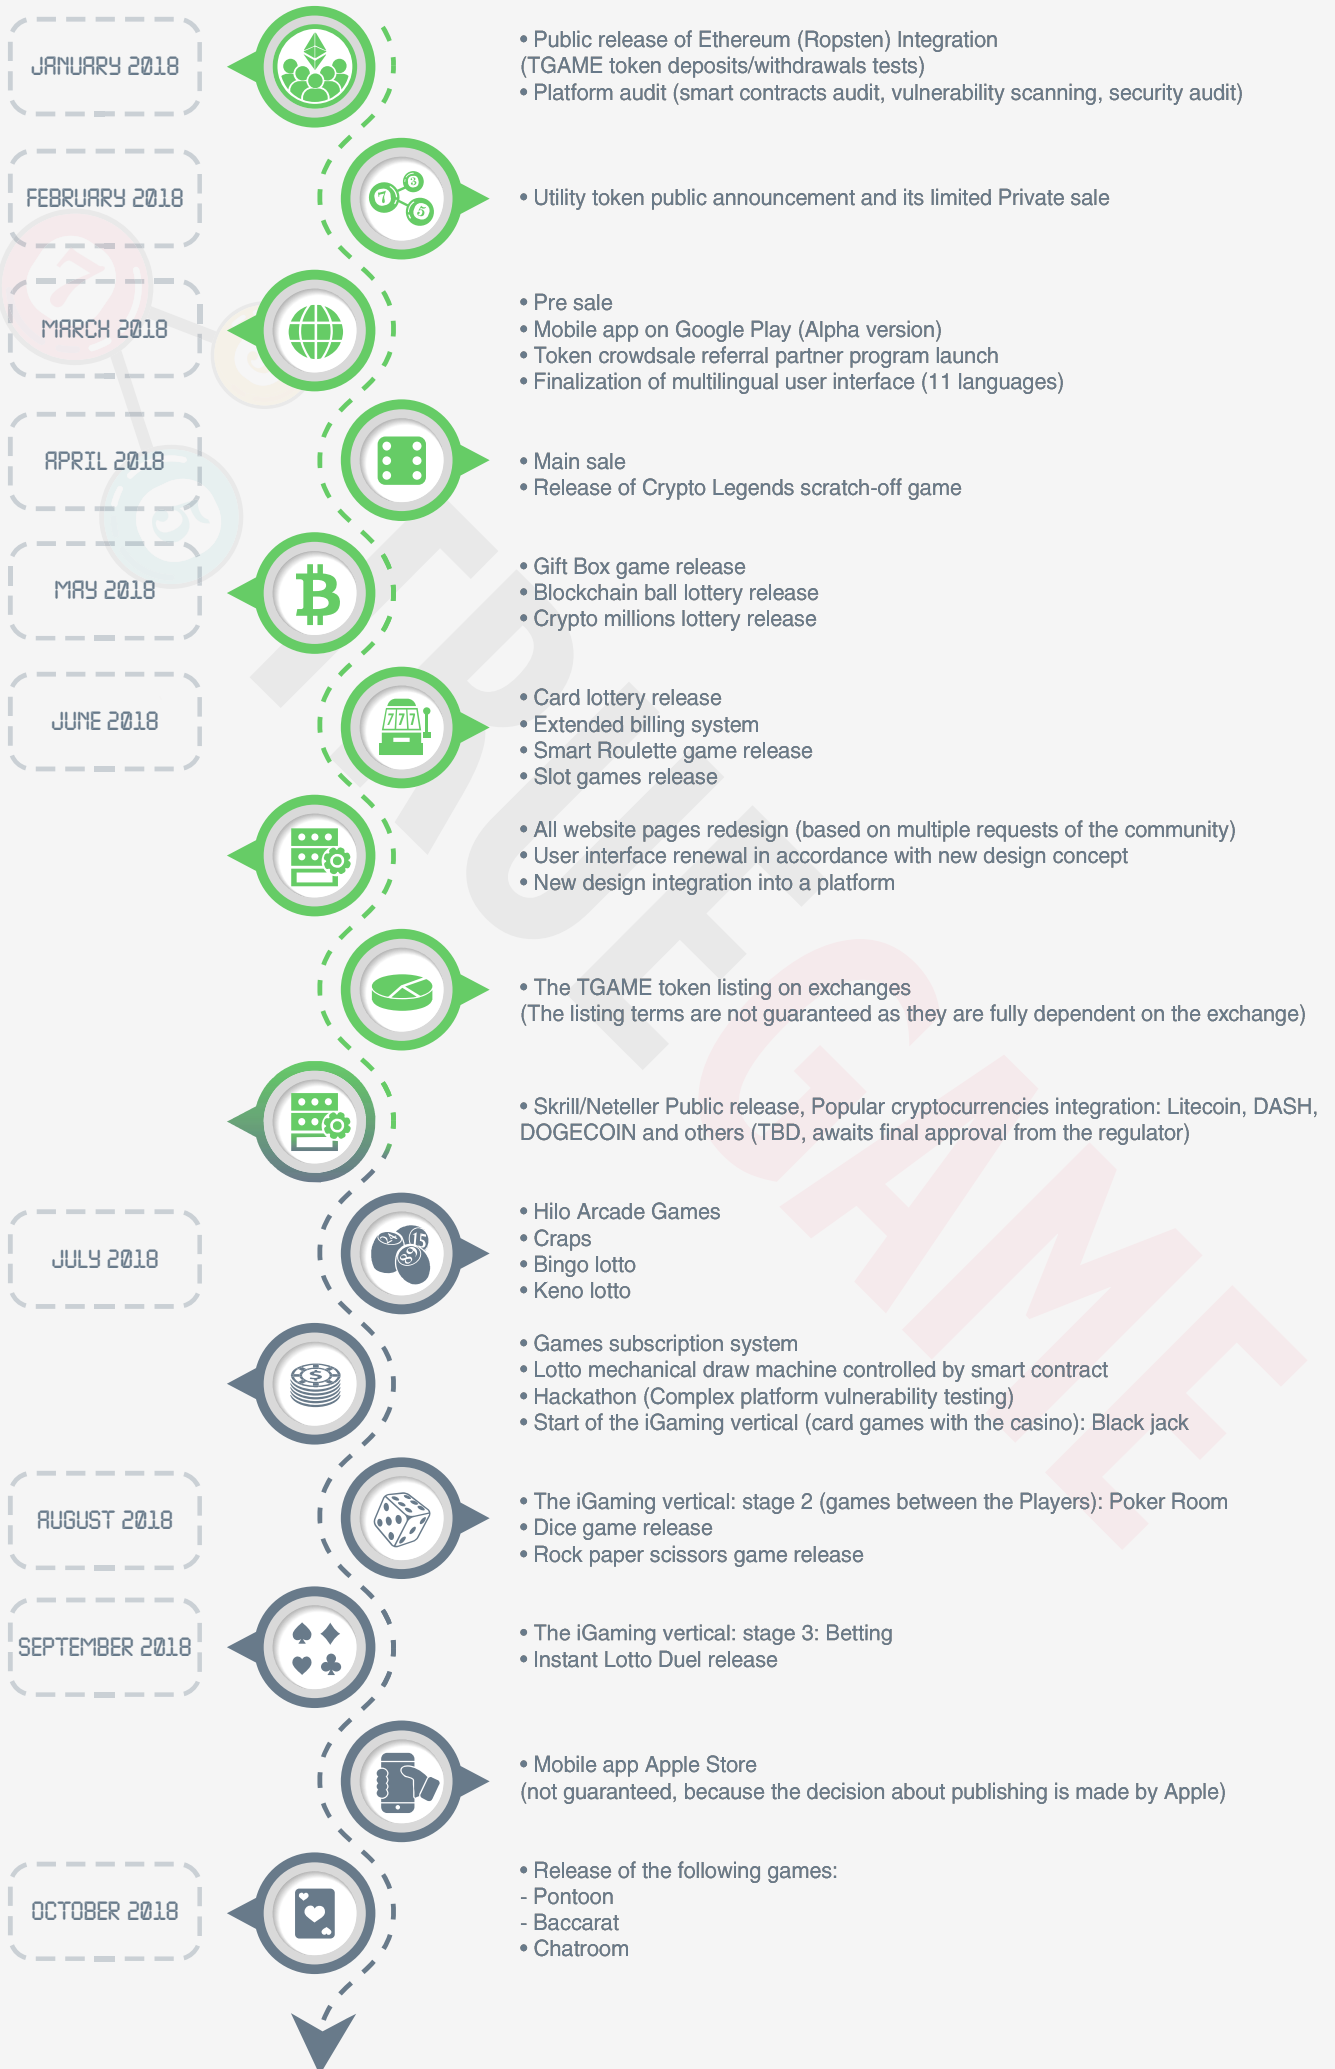 JANUARY 2018
• Public release of Ethereum (Ropsten) Integration
(TGAME token deposits/withdrawals tests)
• Platform audit (smart contracts audit, vulnerability scanning, security audit)
FEBRUARY 2018
7
3
5
• Utility token public announcement and its limited Private sale
MARCH 2018
• Pre sale
• Mobile app on Google Play (Alpha version)
• Token crowdsale referral partner program launch
• Finalization of multilingual user interface (11 languages)
APRIL 2018
• Main sale
• Release of Crypto Legends scratch-off game
MAY 2018
• Gift Box game release
• Blockchain ball lottery release
• Crypto millions lottery release
JUNE 2018
777
• Card lottery release
• Extended billing system
• Smart Roulette game release
• Slot games release
• All website pages redesign (based on multiple requests of the community)
• User interface renewal in accordance with new design concept
• New design integration into a platform
• The TGAME token listing on exchanges
(The listing terms are not guaranteed as they are fully dependent on the exchange)
• Skrill/Neteller Public release, Popular cryptocurrencies integration: Litecoin, DASH,
DOGECOIN and others (TBD, awaits final approval from the regulator)
JULY 2018
24
15
89
• Hilo Arcade Games
• Craps
• Bingo lotto
• Keno lotto
$
• Games subscription system
• Lotto mechanical draw machine controlled by smart contract
• Hackathon (Complex platform vulnerability testing)
• Start of the iGaming vertical (card games with the casino): Black jack
AUGUST 2018
• The iGaming vertical: stage 2 (games between the Players): Poker Room
• Dice game release
• Rock paper scissors game release
SEPTEMBER 2018
• The iGaming vertical: stage 3: Betting
• Instant Lotto Duel release
• Mobile app Apple Store
(not guaranteed, because the decision about publishing is made by Apple)
OCTOBER 2018
• Release of the following games:
- Pontoon
- Baccarat
• Chatroom
7
TRUEGAME